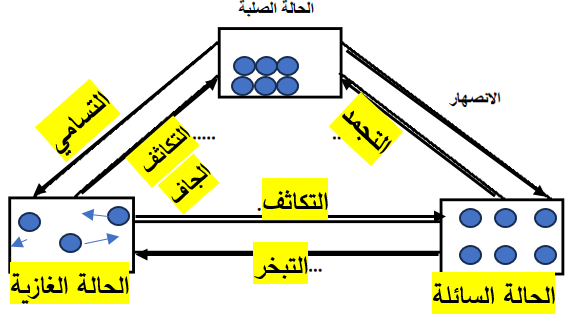 الحالة الصلبة
الانصهار
التسامي
التكاثف .....
الجاف
التجمد
..
التكاثف.
التبخر...
الحالة الغازية
الحالة السائلة